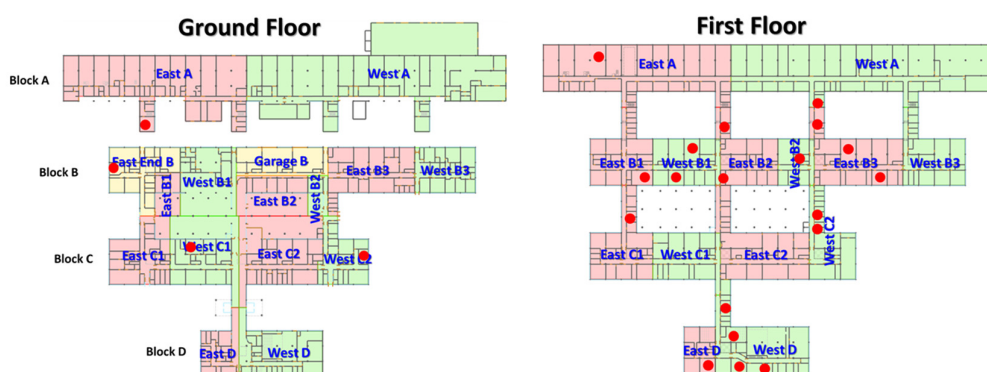 Ground Floor
First Floor
Block A
East A
West A
East A
West A
Block B
East End B
East B1
West B1
Garage B
East B2
West B2
East B3
West B3
East B1
West B1
East B2
West B2
East B3
West B3
Block C
East C1
West C1
East C2
West C2
East C1
West C1
East C2
West C2
Block D
East D
West D
East D
West D